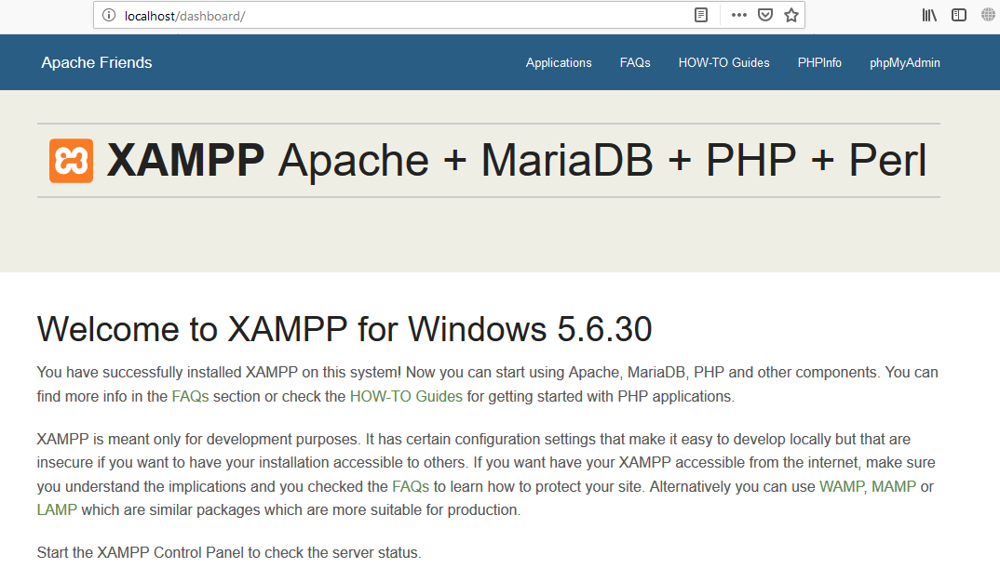 localhost/dashboard/
Apache Friends Applications FAQs HOW-TO Guides PHPInfo phpMyAdmin
XAMPP Apache + MariaDB + PHP + Perl
Welcome to XAMPP for Windows 5.6.30
You have successfully installed XAMPP on this system! Now you can start using Apache, MariaDB, PHP and other components. You can
find more info in the FAQs section or check the HOW-TO Guides for getting started with PHP applications.
XAMPP is meant only for development purposes. It has certain configuration settings that make it easy to develop locally but that are
insecure if you want to have your installation accessible to others. If you want have your XAMPP accessible from the internet, make sure
you understand the implications and you checked the FAQs to learn how to protect your site. Alternatively you can use WAMP, MAMP or
LAMP which are similar packages which are more suitable for production.
Start the XAMPP Control Panel to check the server status.